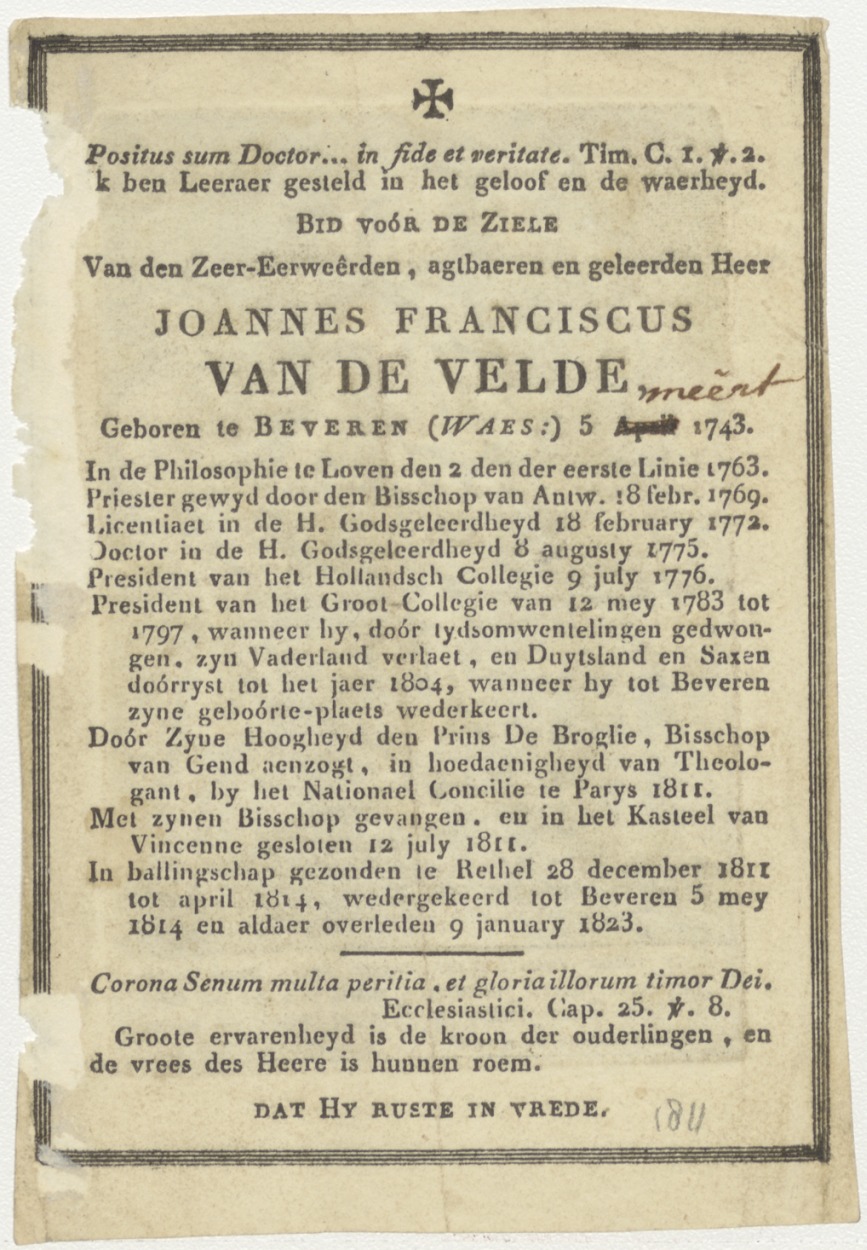 ✠
Positus sum Doctor... in fide et veritate. Tim. C. 1. ℣. 2.
k ben Leeraer gesteld in het geloof en de waerheyd.
BID voór DE ZIELE
Van den Zeer-Eerweêrden, agtbaeren en geleerden Heer
JOANNES FRANCISCUS
VAN DE VELDE,
meêrt
Geboren te BEVEREN (WAES:) 5 April 1743.
In de Philosophie te Loven den 2 den der eerste Linie 1763.
Priester gewyd door den Bisschop van Antw. 18 febr. 1769.
Licentiaet in de H. Godsgeleerdheyd 18 february 1772.
Doctor in de H. Godsgeleerdheyd 8 augusty 1775.
President van het Hollandsch Collegie 9 july 1776.
President van het Groot-Collegie van 12 mey 1783 tot
1797, wanneer hy, doór tydsomwentelingen gedwon-
gen, zyn Vaderland verlaet, en Duytsland en Saxen
doórryst tot het jaer 1804, wanneer hy tot Beveren
zyne geboórte-plaets wederkeert.
Doór Zyne Hoogheyd den Prins De Broglie, Bisschop
van Gend aenzogt, in hoedaenigheyd van Theolo-
gant, by het Nationael Concilie te Parys 1811.
Met zynen Bisschop gevangen, en in het Kasteel van
Vincenne gesloten 12 july 1811.
In ballingschap gezonden te Rethel 28 december 1811
tot april 1814, wedergekeerd tot Beveren 5 mey
1814 en aldaer overleden 9 january 1823.
Corona Senum multa peritia, et gloria illorum timor Dei.
Ecclesiastici. Cap. 25. ℣. 8.
Groote ervarenheyd is de kroon der ouderlingen, en
de vrees des Heere is hunnen roem.
DAT HY RUSTE IN VREDE.
1811